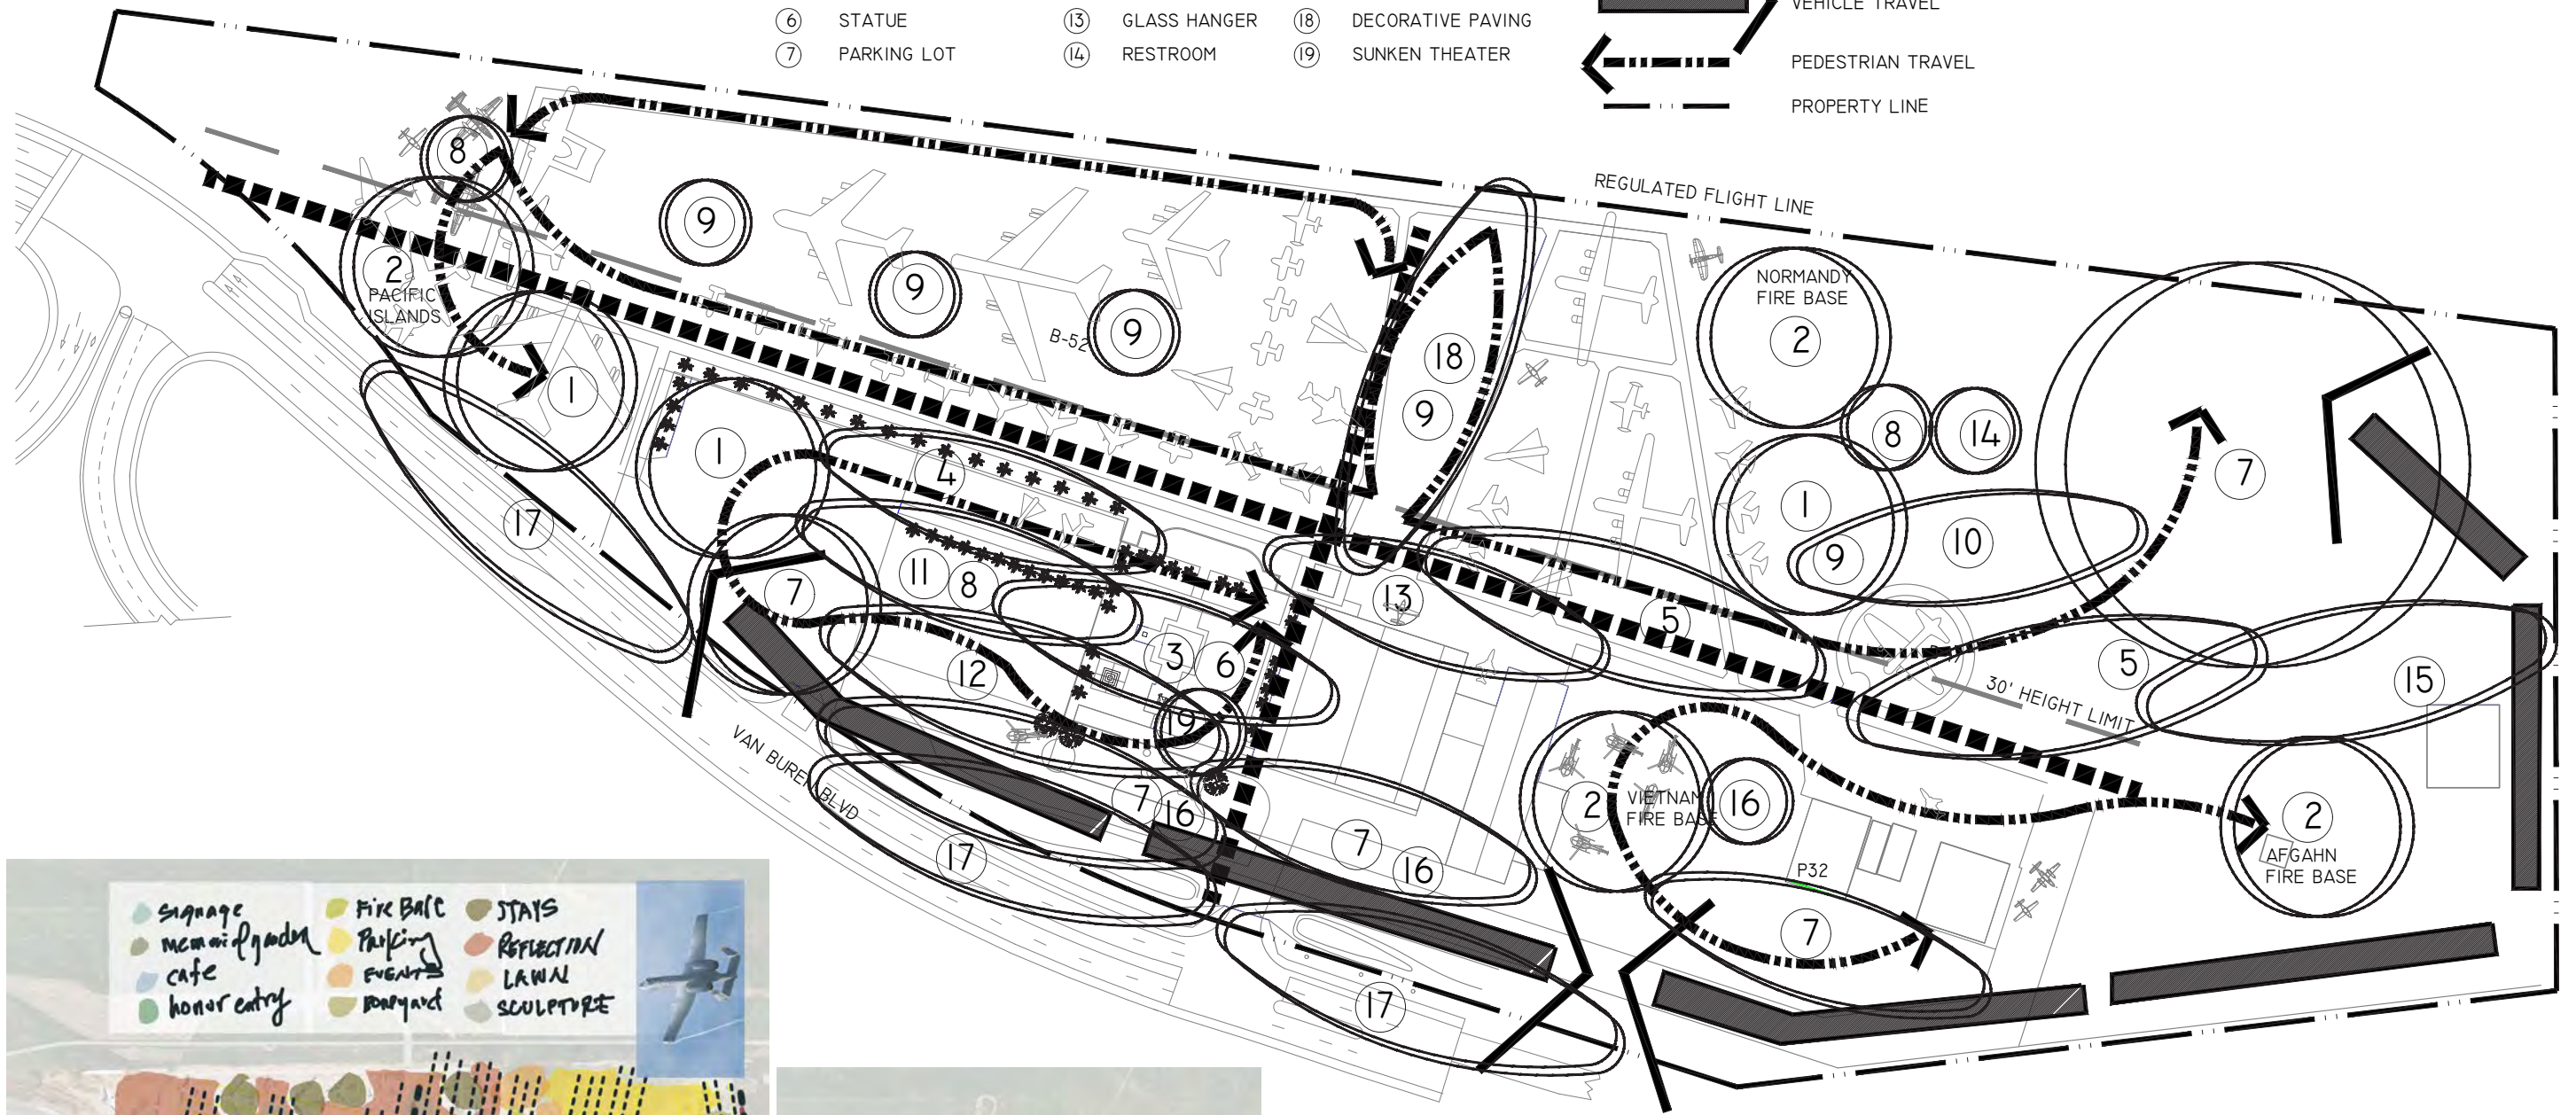 6 STATUE
7 PARKING LOT
13 GLASS HANGER
14 RESTROOM
18 DECORATIVE PAVING
19 SUNKEN THEATER
VEHICLE TRAVEL
PEDESTRIAN TRAVEL
PROPERTY LINE
REGULATED FLIGHT LINE
8
9
9
9
B-52
2
PACIFIC
ISLANDS
1
1
17
4
18
9
NORMANDY
FIRE BASE
2
8
14
7
1
9
10
11
8
7
3
6
12
19
13
5
5
15
30' HEIGHT LIMIT
VAN BUREN BLVD
7
16
17
7
16
2
VIETNAM
FIRE BASE
16
P32
7
2
AFGAHN
FIRE BASE
17
signage
cafe
honor entry
Fire Base
Parking
EVENTS
STAYS
REFLECTION
LAWN
SCULPTURE